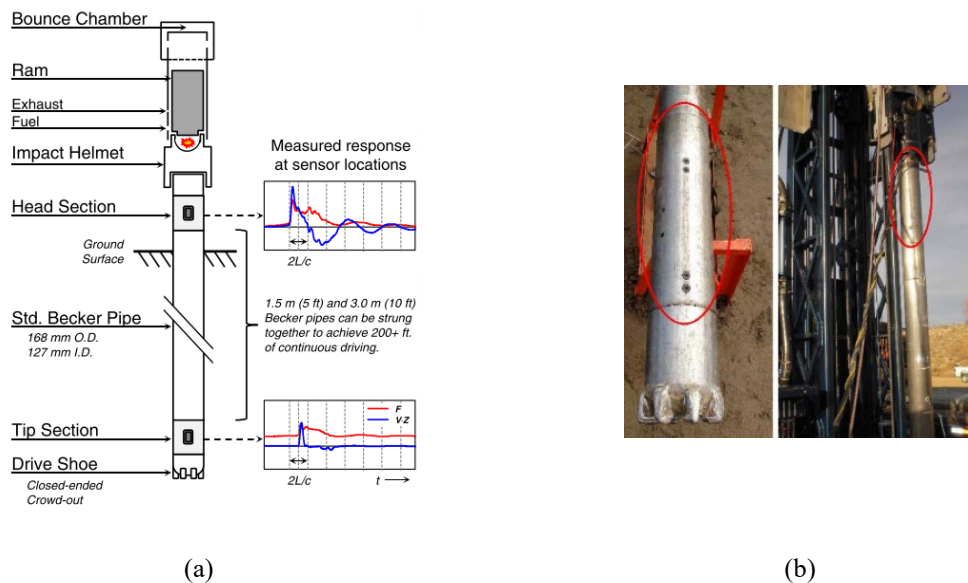 Bounce Chamber
Ram
Exhaust
Fuel
Impact Helmet
Head Section
Ground
Surface
Std. Becker Pipe
168 mm O.D.
127 mm I.D.
Tip Section
Drive Shoe
Closed-ended
Crowd-out
Measured response
at sensor locations
2L/c
1.5 m (5 ft) and 3.0 m (10 ft)
Becker pipes can be strung
together to achieve 200+ ft.
of continuous driving.
F
V·Z
2L/c
t
(a)
(b)